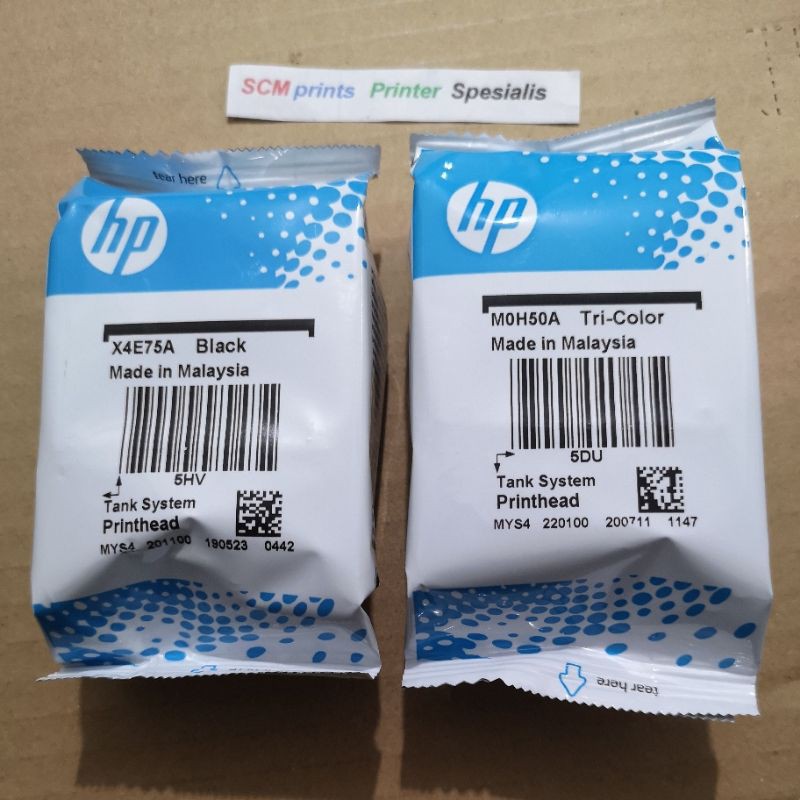 SCM prints Printer Spesialis
tear here
hp
X4E75A Black
Made in Malaysia
5HV
Tank System
Printhead
MYS4 201100 190523 0442
hp
M0H50A Tri-Color
Made in Malaysia
5DU
Tank System
Printhead
MYS4 220100 200711 1147
tear here